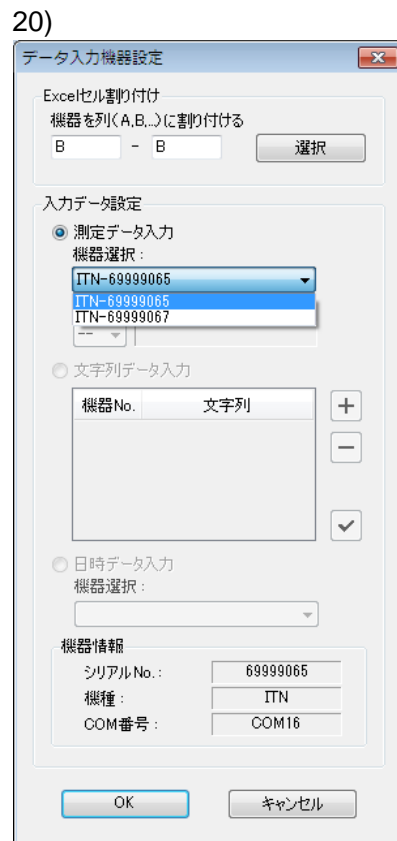 20)
データ入力機器設定
Excelセル割り付け
機器を列(A,B,..)に割り付ける
B - B 選択
入力データ設定
測定データ入力
機器選択:
ITN-69999065
ITN-69999065
ITN-69999067
--
文字列データ入力
機器No. 文字列
日時データ入力
機器選択:
機器情報
シリアルNo.: 69999065
機種: ITN
COM番号: COM16
OK キャンセル